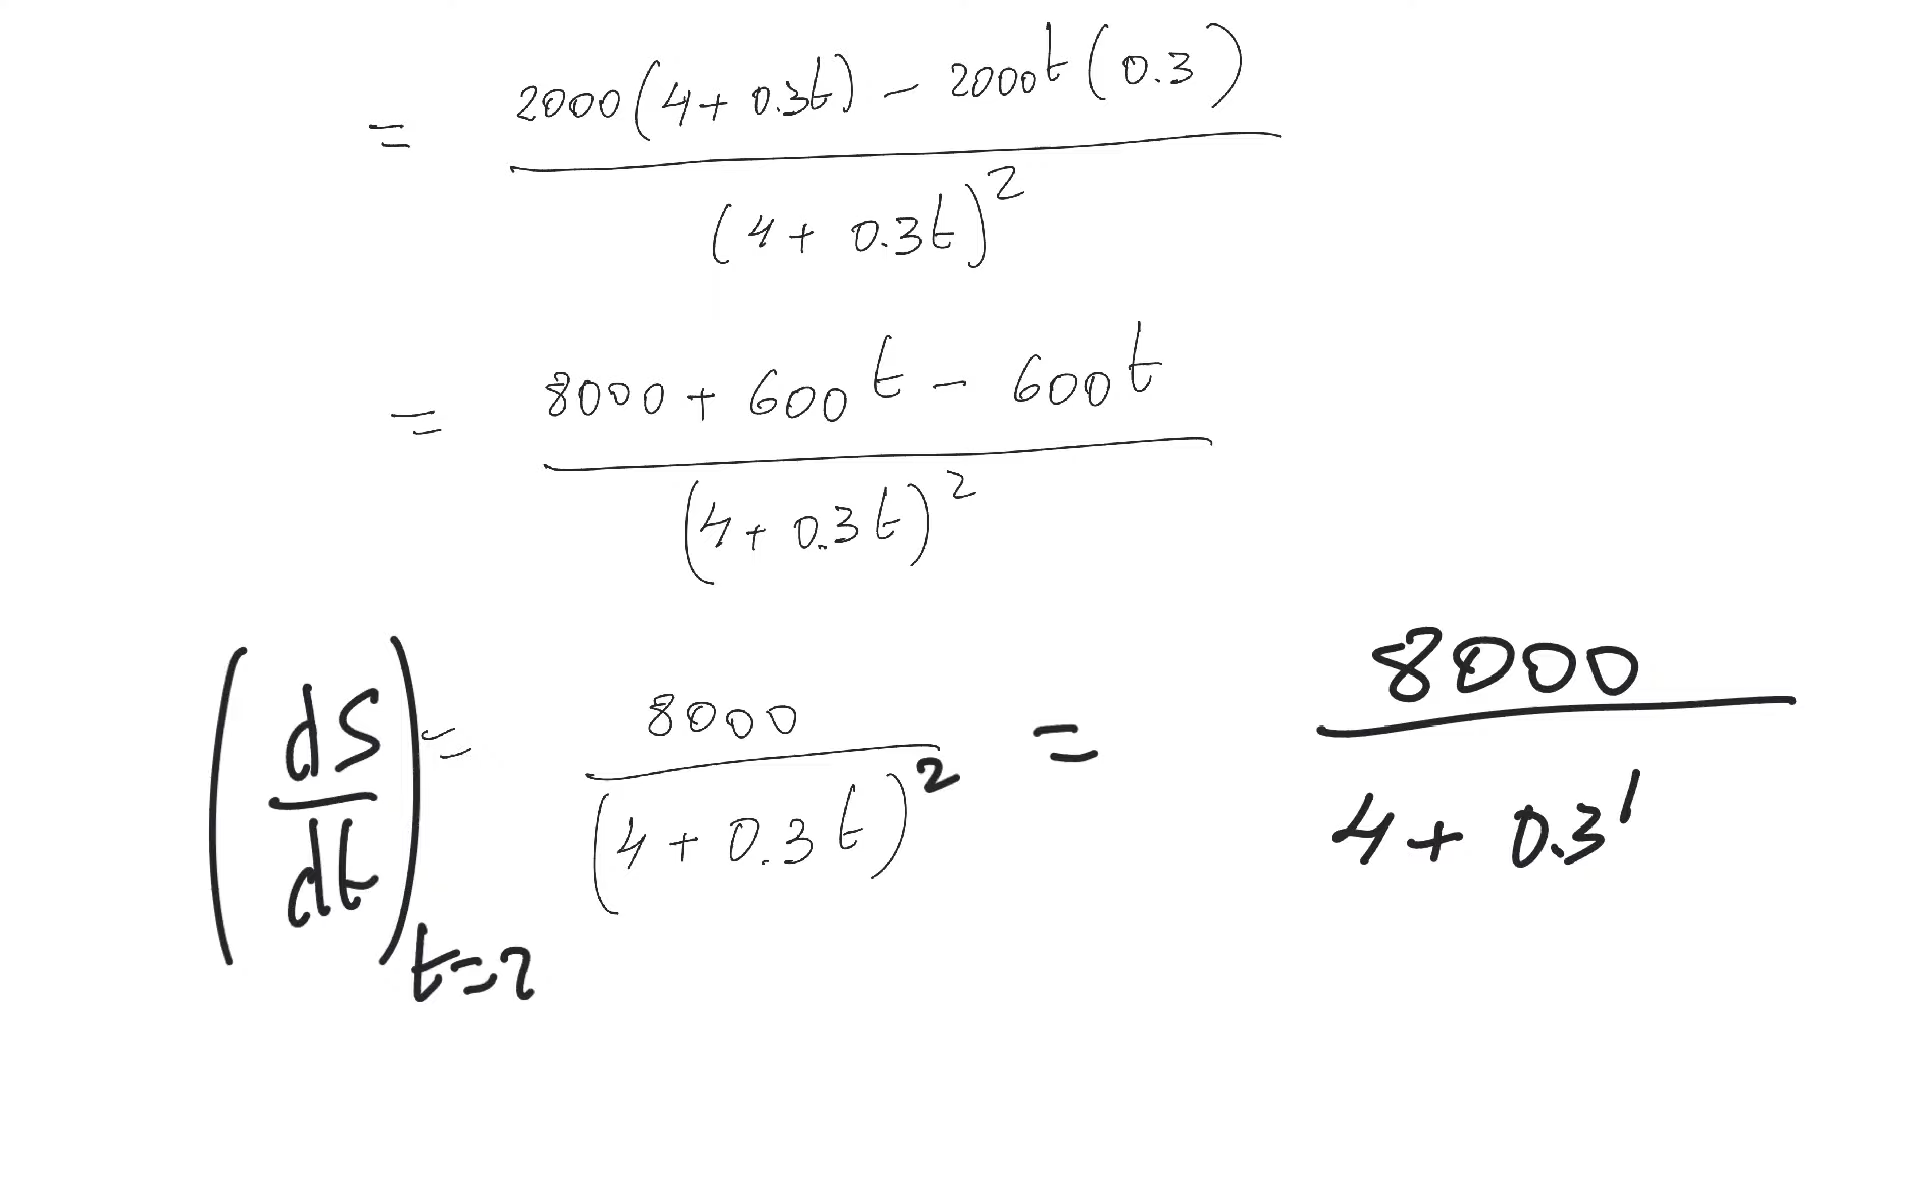 = 2000(4+0.3t) - 2000t(0.3)
(4+0.3t)²
= 8000 + 600t - 600t
(4+0.3t)²
(dS/dt)t=2 = 8000/(4+0.3t)² = 8000/4+0.3